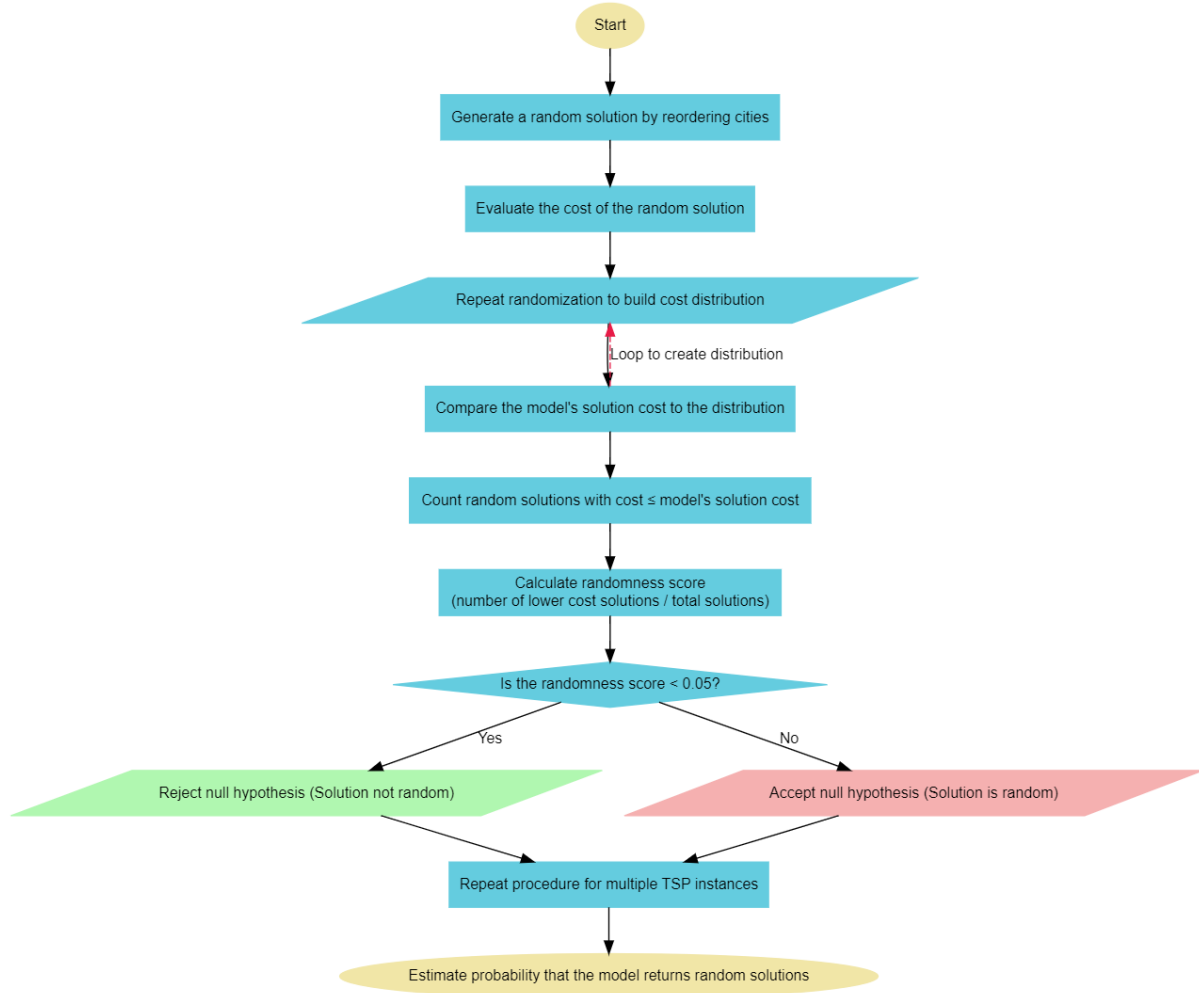 Start
Generate a random solution by reordering cities
Evaluate the cost of the random solution
Repeat randomization to build cost distribution
Loop to create distribution
Compare the model's solution cost to the distribution
Count random solutions with cost ≤ model's solution cost
Calculate randomness score
(number of lower cost solutions / total solutions)
Is the randomness score < 0.05?
Yes
No
Reject null hypothesis (Solution not random)
Accept null hypothesis (Solution is random)
Repeat procedure for multiple TSP instances
Estimate probability that the model returns random solutions